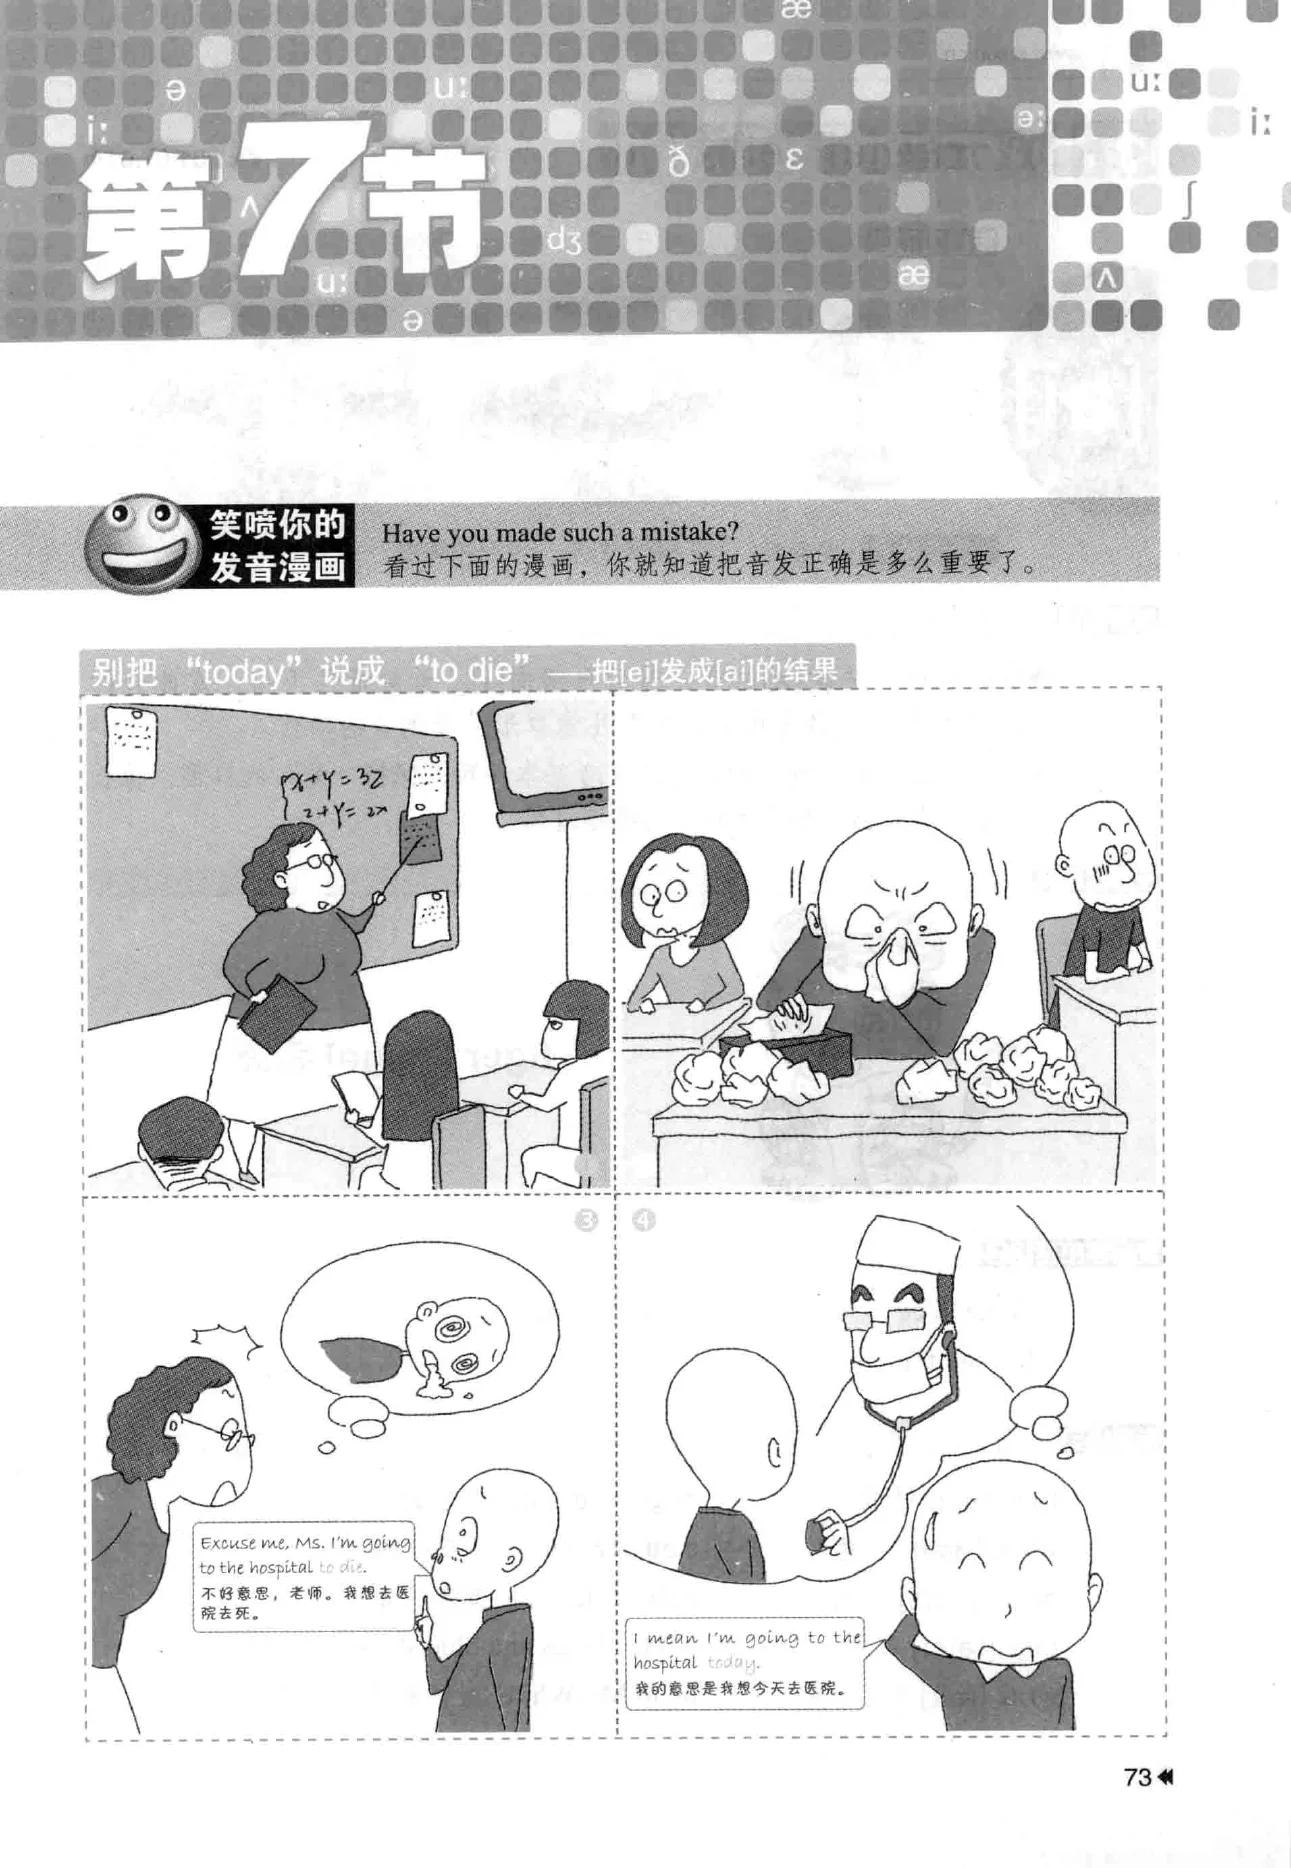 第7节
笑喷你的
发音漫画
Have you made such a mistake?
看过下面的漫画，你就知道把音发正确是多么重要了。
别把 “today” 说成 “to die” ——把[ei]发成[ai]的结果
x+y=32
z+y=2x
3
4
Excuse me, Ms. I'm going
to the hospital to die.
不好意思，老师。我想去医
院去死。
I mean I'm going to the
hospital today.
我的意思是我想今天去医院。
73